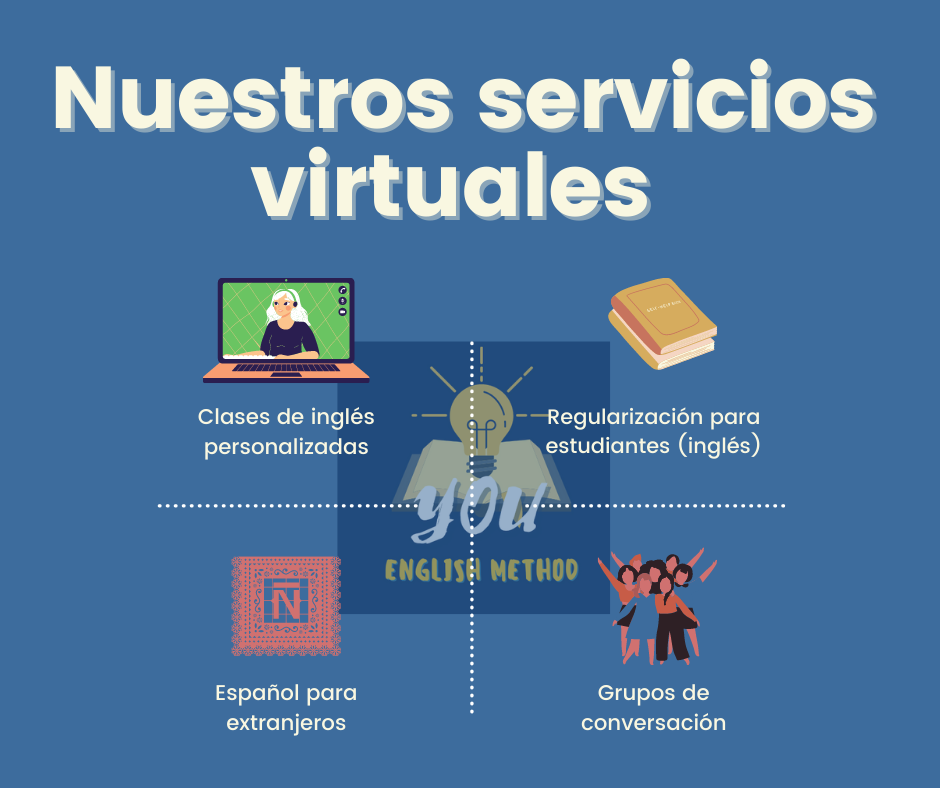 Nuestros servicios
virtuales
Clases de inglés
personalizadas
Regularización para
estudiantes (inglés)
YOU
ENGLISH METHOD
Ñ
Español para
extranjeros
Grupos de
conversación